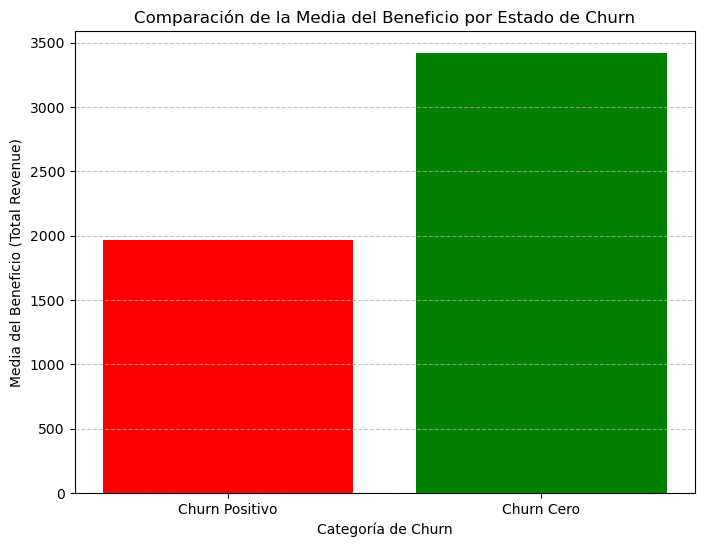 Comparación de la Media del Beneficio por Estado de Churn
Media del Beneficio (Total Revenue)
3500
3000
2500
2000
1500
1000
500
0
Churn Positivo
Churn Cero
Categoría de Churn